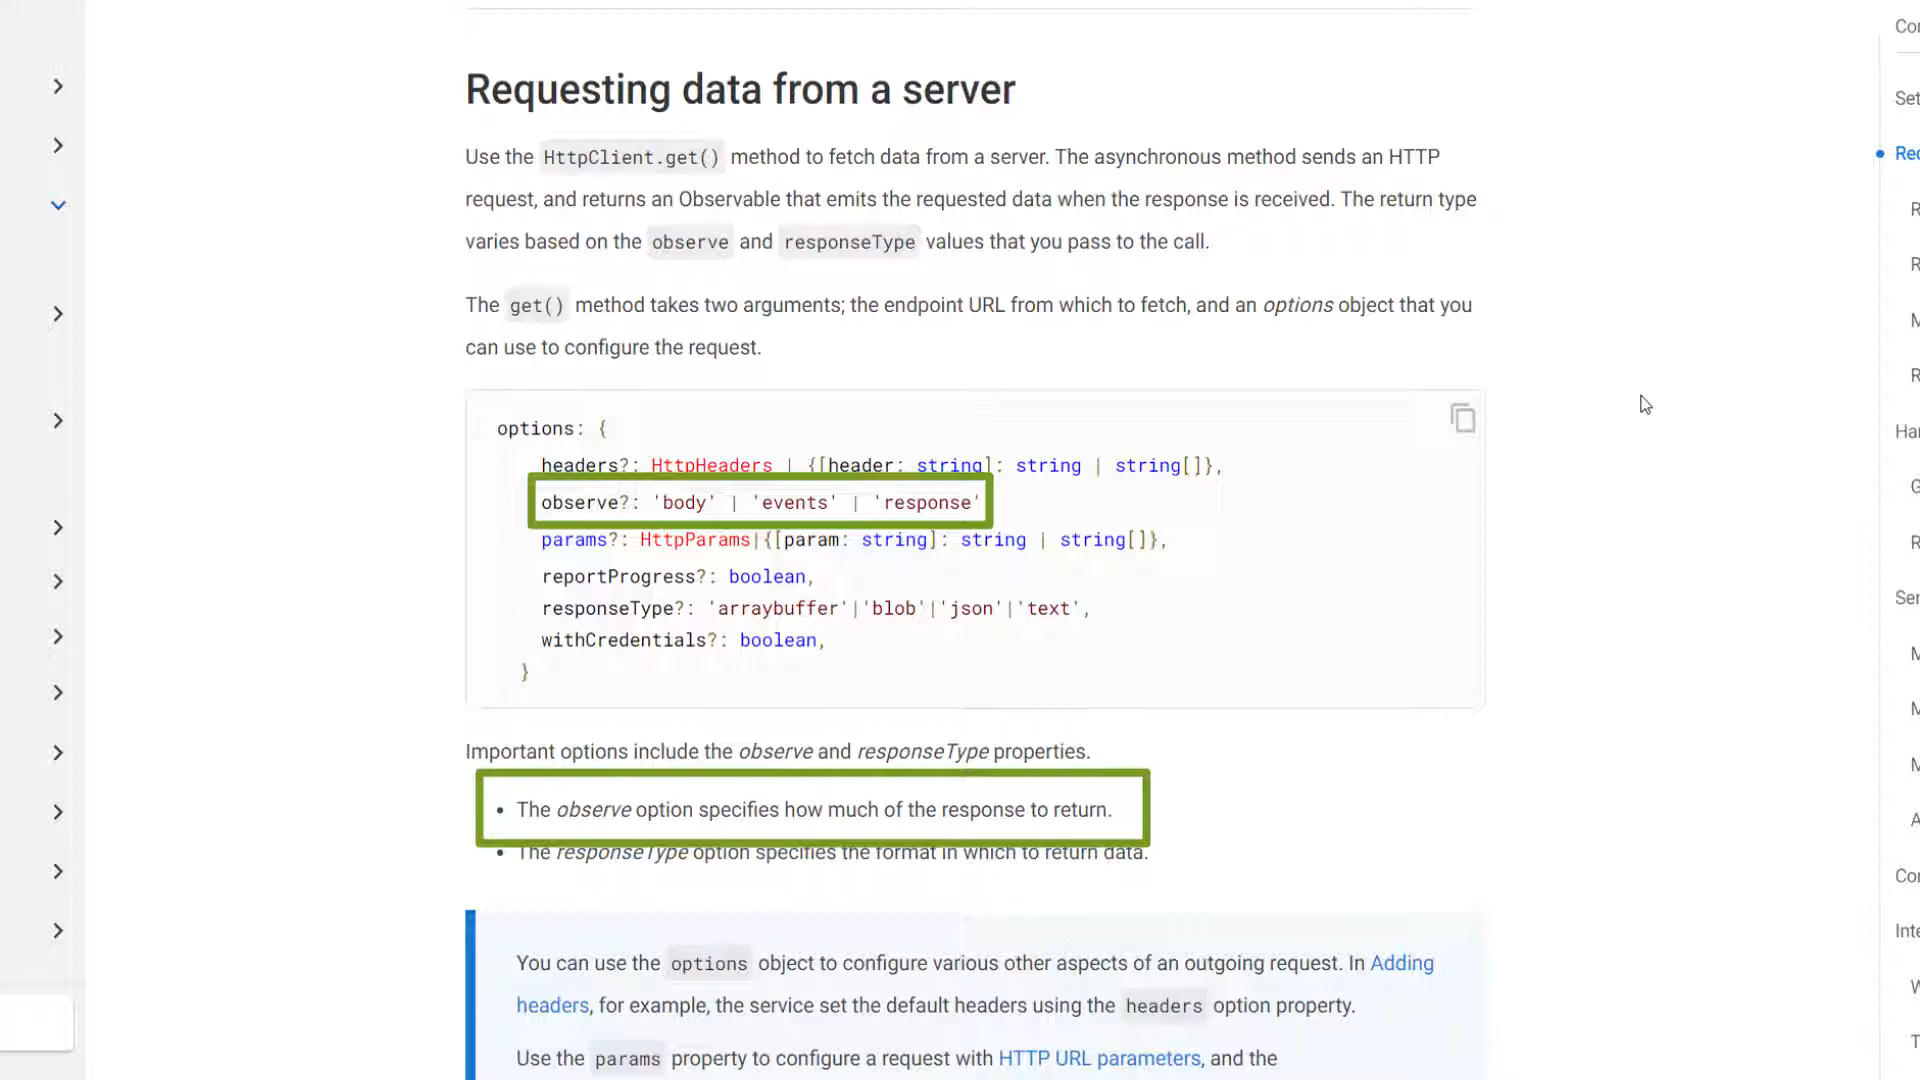 Requesting data from a server
Use the HttpClient.get() method to fetch data from a server. The asynchronous method sends an HTTP
request, and returns an Observable that emits the requested data when the response is received. The return type
varies based on the observe and responseType values that you pass to the call.
The get() method takes two arguments; the endpoint URL from which to fetch, and an options object that you
can use to configure the request.
options: {
headers?: HttpHeaders | {[header: string]: string | string[]},
observe?: 'body' | 'events' | 'response'
params?: HttpParams|{[param: string]: string | string[]},
reportProgress?: boolean,
responseType?: 'arraybuffer'|'blob'|'json'|'text',
withCredentials?: boolean,
}
Important options include the observe and responseType properties.
• The observe option specifies how much of the response to return.
• The responseType option specifies the format in which to return data.
You can use the options object to configure various other aspects of an outgoing request. In Adding
headers, for example, the service set the default headers using the headers option property.
Use the params property to configure a request with HTTP URL parameters, and the